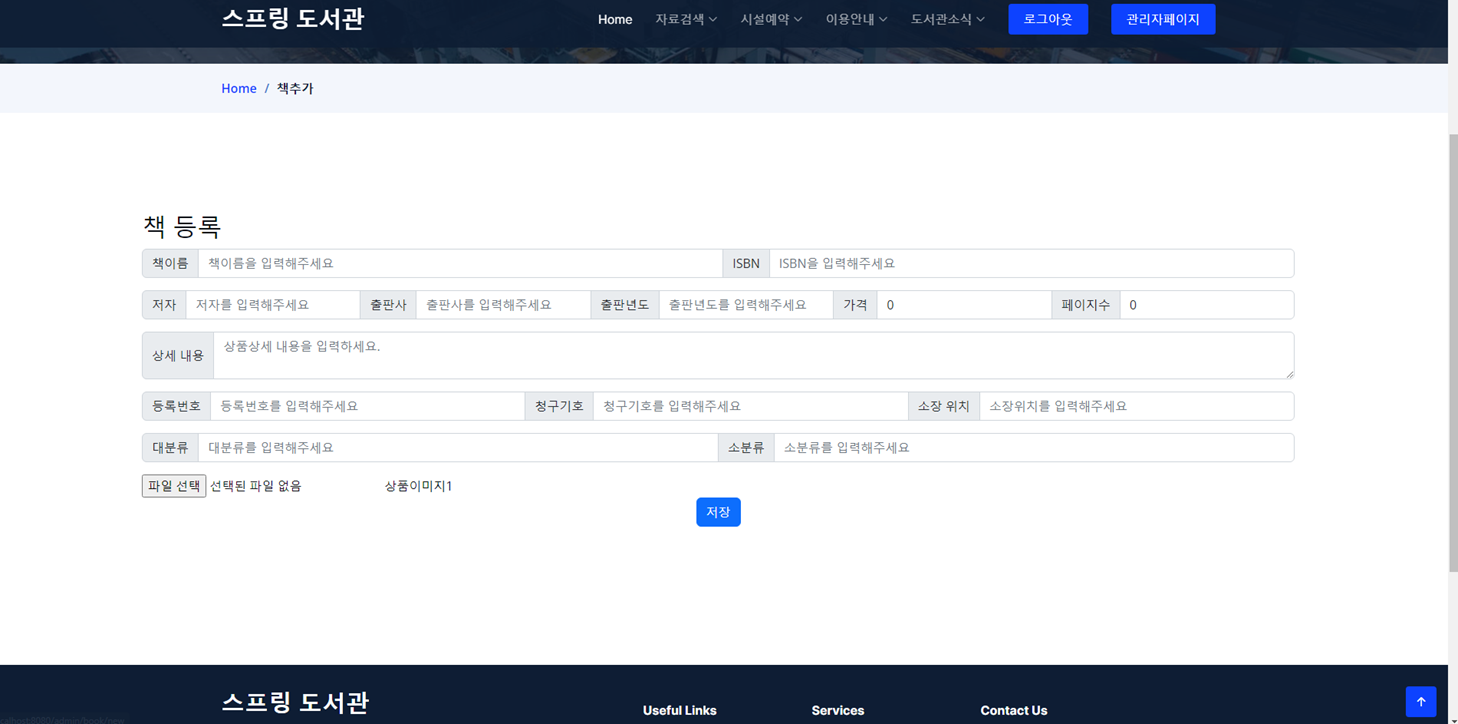 스프링 도서관
Home 자료검색 시설예약 이용안내 도서관소식 로그아웃 관리자페이지
Home / 책추가
책 등록
책이름 책이름을 입력해주세요 ISBN ISBN을 입력해주세요
저자 저자를 입력해주세요 출판사 출판사를 입력해주세요 출판년도 출판년도를 입력해주세요 가격 0 페이지수 0
상세 내용 상품상세 내용을 입력하세요.
등록번호 등록번호를 입력해주세요 청구기호 청구기호를 입력해주세요 소장 위치 소장위치를 입력해주세요
대분류 대분류를 입력해주세요 소분류 소분류를 입력해주세요
파일 선택 선택된 파일 없음 상품이미지1
저장
스프링 도서관
Useful Links Services Contact Us